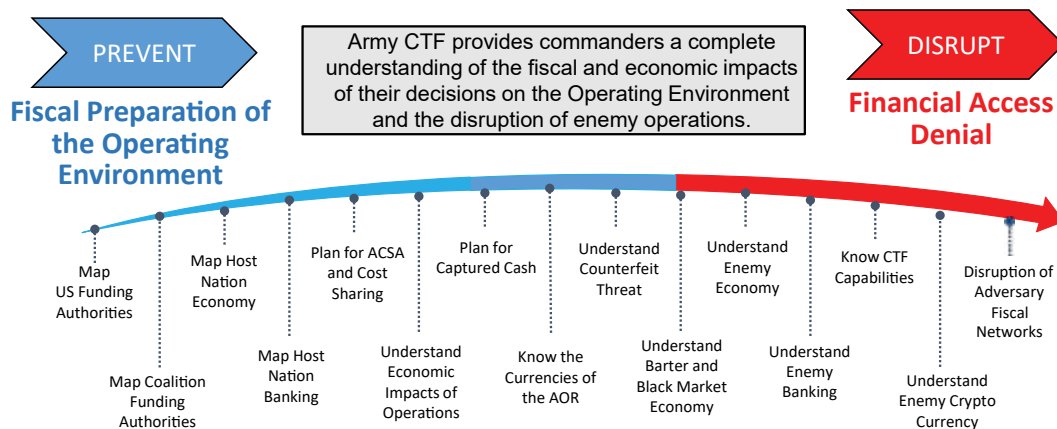 PREVENT
Fiscal Preparation of
the Operating
Environment
Army CTF provides commanders a complete
understanding of the fiscal and economic impacts
of their decisions on the Operating Environment
and the disruption of enemy operations.
DISRUPT
Financial Access
Denial
Map
US Funding
Authorities
Map Coalition
Funding
Authorities
Map Host
Nation
Economy
Map Host
Nation
Banking
Plan for ACSA
and Cost
Sharing
Understand
Economic
Impacts of
Operations
Plan for
Captured Cash
Know the
Currencies of
the AOR
Understand
Counterfeit
Threat
Understand
Barter and
Black Market
Economy
Understand
Enemy
Economy
Understand
Enemy
Banking
Know CTF
Capabilities
Understand
Enemy Crypto
Currency
Disruption of
Adversary
Fiscal
Networks